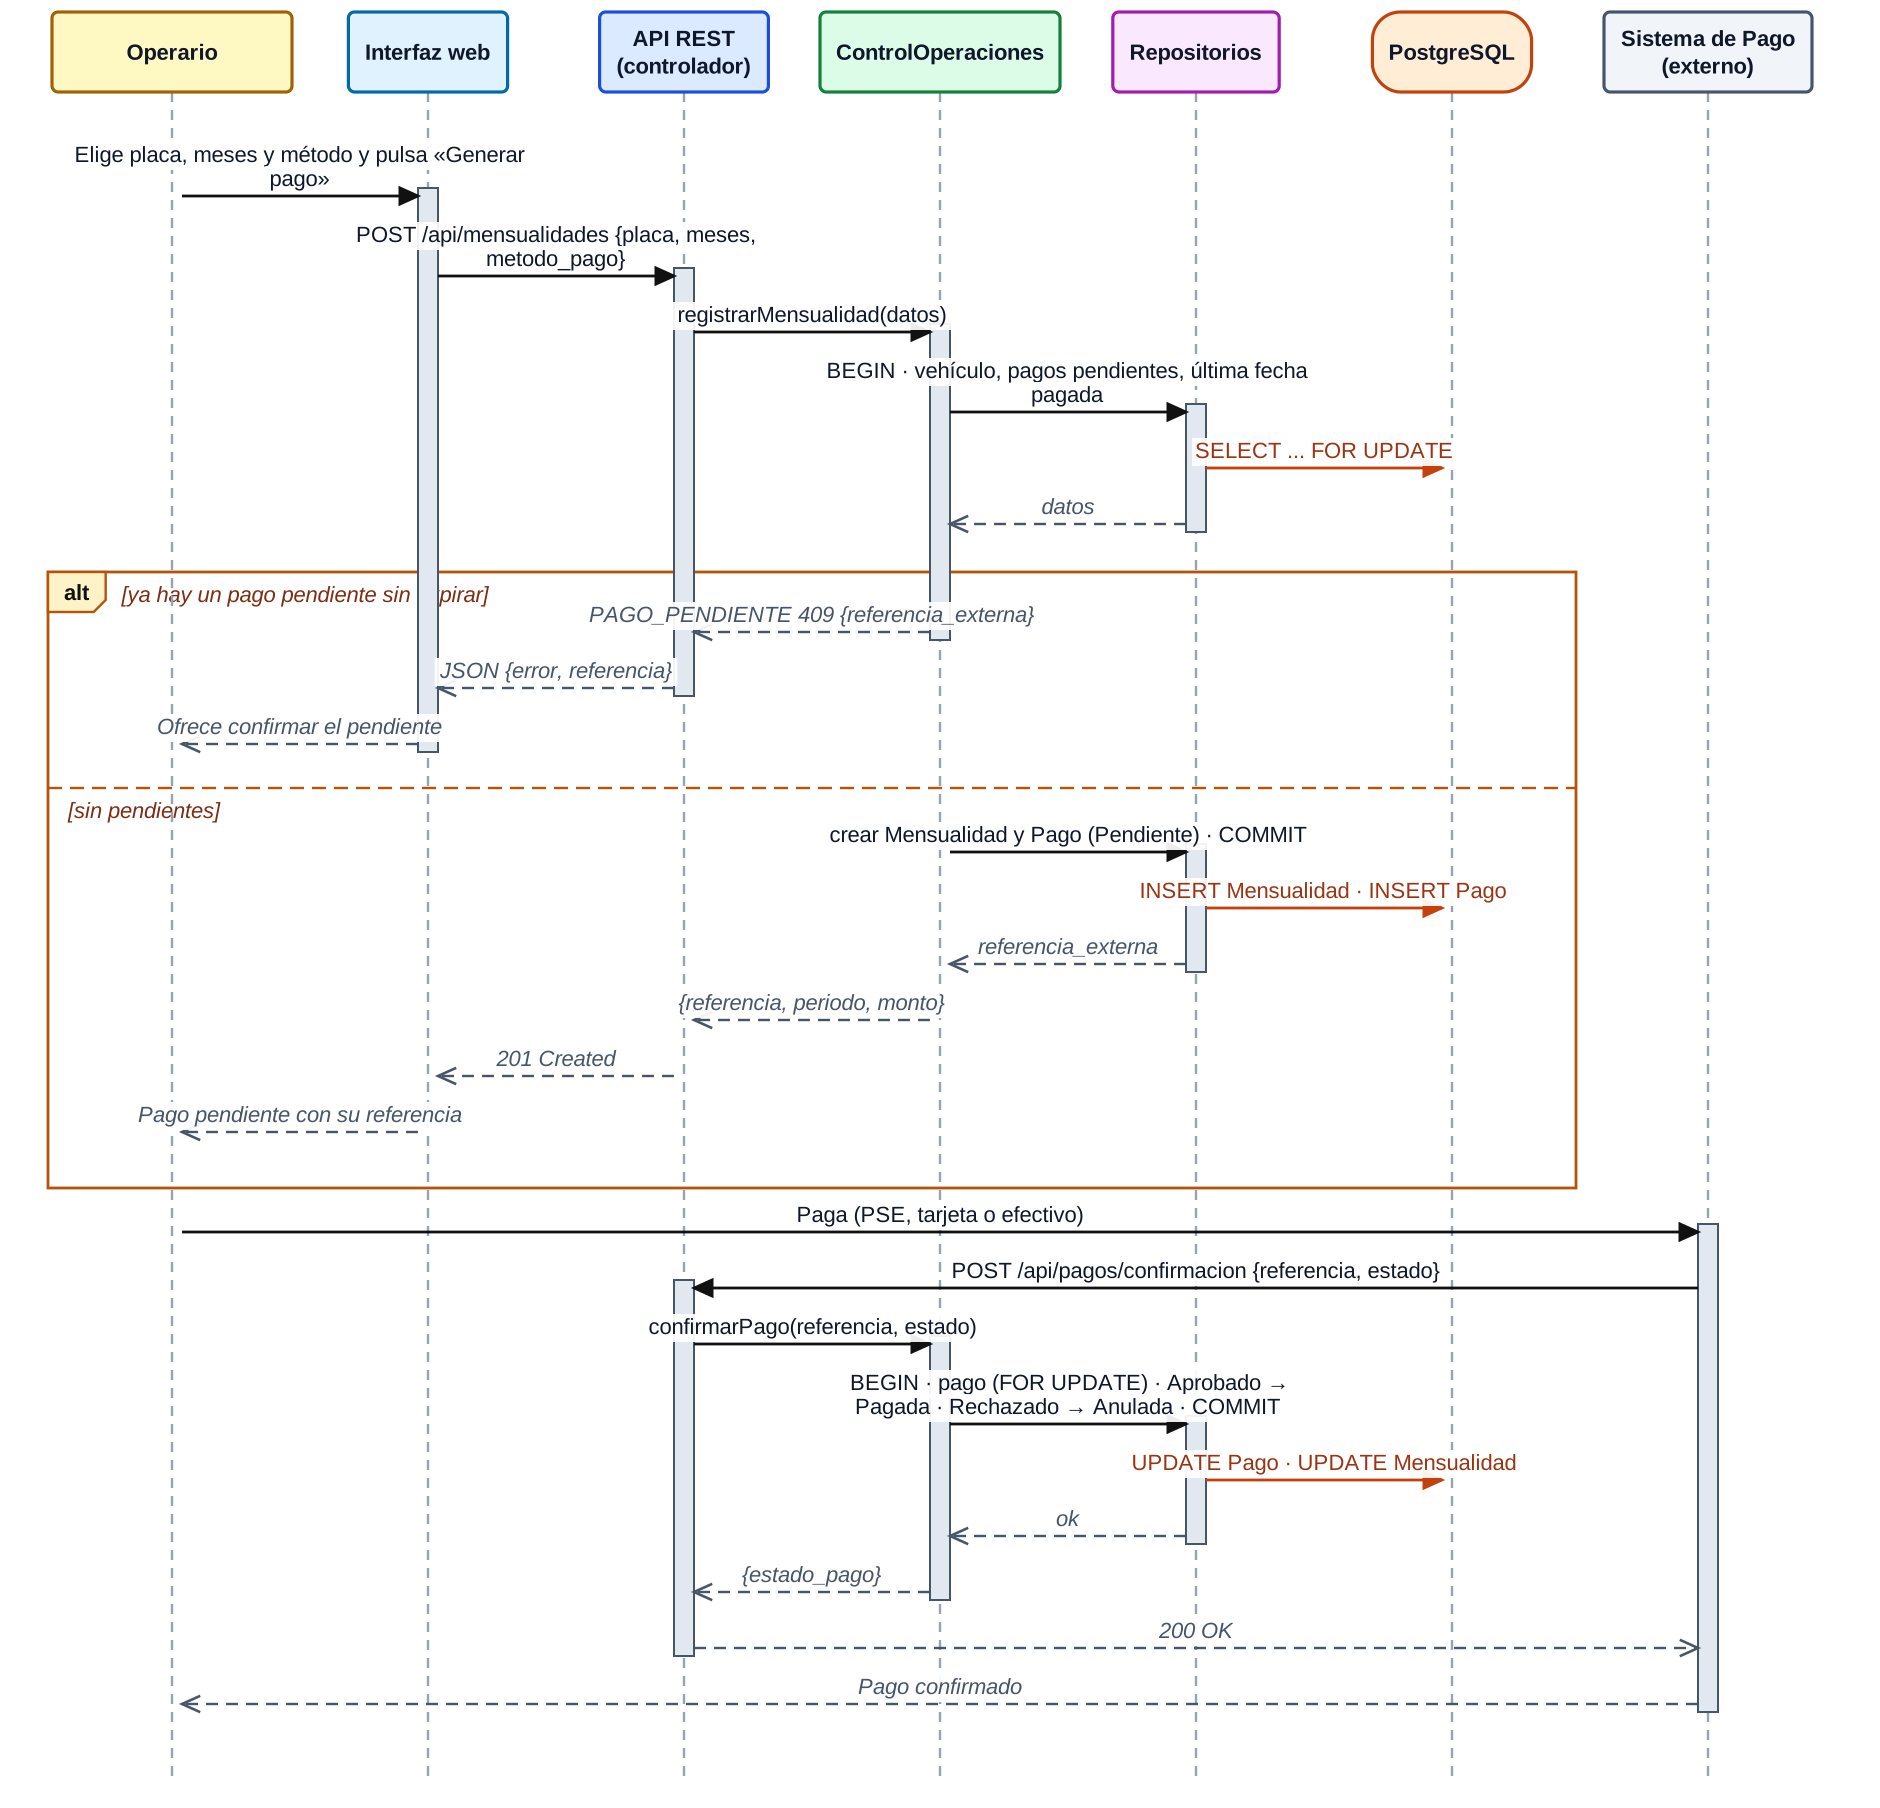 Operario
Interfaz web
API REST
(controlador)
ControlOperaciones
Repositorios
PostgreSQL
Sistema de Pago
(externo)
Elige placa, meses y método y pulsa «Generar
pago»
POST /api/mensualidades {placa, meses,
metodo_pago}
registrarMensualidad(datos)
BEGIN · vehículo, pagos pendientes, última fecha
pagada
SELECT ... FOR UPDATE
datos
alt
[ya hay un pago pendiente sin pirar]
PAGO_PENDIENTE 409 {referencia_externa}
JSON {error, referencia}
Ofrece confirmar el pendiente
[sin pendientes]
crear Mensualidad y Pago (Pendiente) · COMMIT
INSERT Mensualidad · INSERT Pago
referencia_externa
{referencia, periodo, monto}
201 Created
Pago pendiente con su referencia
Paga (PSE, tarjeta o efectivo)
POST /api/pagos/confirmacion {referencia, estado}
confirmarPago(referencia, estado)
BEGIN · pago (FOR UPDATE) · Aprobado →
Pagada · Rechazado → Anulada · COMMIT
UPDATE Pago · UPDATE Mensualidad
ok
{estado_pago}
200 OK
Pago confirmado